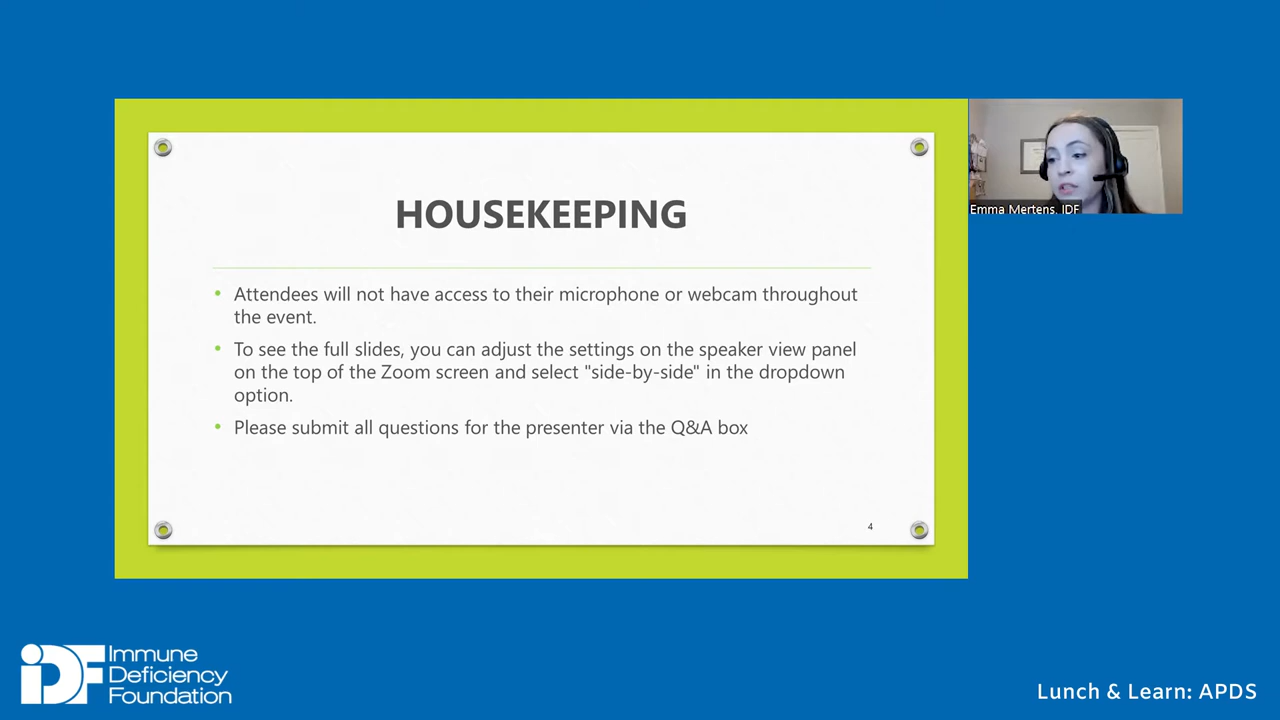 HOUSEKEEPING
• Attendees will not have access to their microphone or webcam throughout
the event.
• To see the full slides, you can adjust the settings on the speaker view panel
on the top of the Zoom screen and select "side-by-side" in the dropdown
option.
• Please submit all questions for the presenter via the Q&A box
4
Emma Mertens, IDF
iDF
Immune
Deficiency
Foundation
Lunch & Learn: APDS